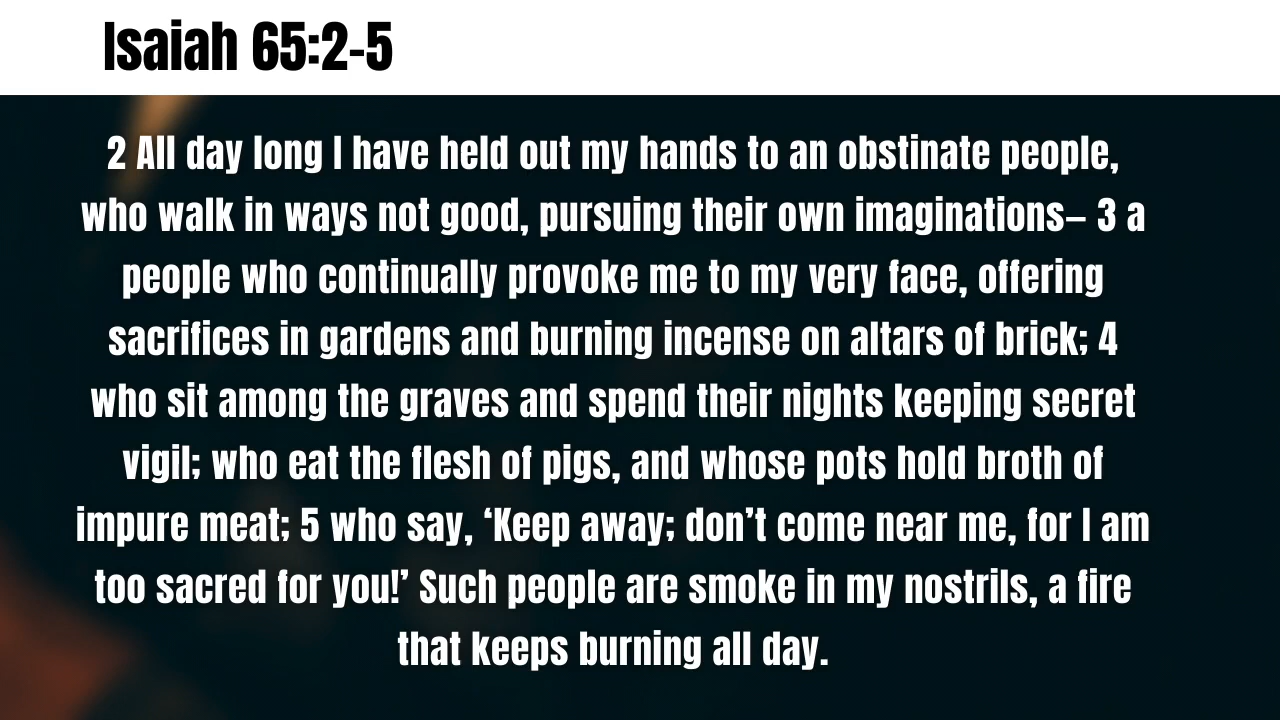 Isaiah 65:2-5
2 All day long I have held out my hands to an obstinate people,
who walk in ways not good, pursuing their own imaginations– 3 a
people who continually provoke me to my very face, offering
sacrifices in gardens and burning incense on altars of brick; 4
who sit among the graves and spend their nights keeping secret
vigil; who eat the flesh of pigs, and whose pots hold broth of
impure meat; 5 who say, ‘Keep away; don’t come near me, for I am
too sacred for you!’ Such people are smoke in my nostrils, a fire
that keeps burning all day.